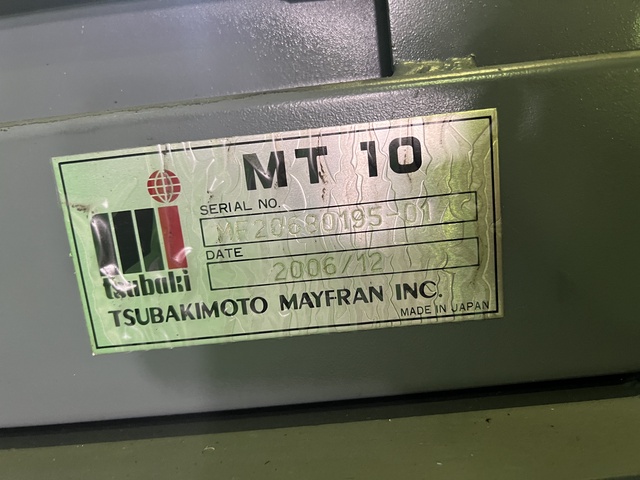 MT 10
SERIAL NO.
DATE
2006/12
tsubaki
TSUBAKIMOTO MAYFRAN INC.
MADE IN JAPAN